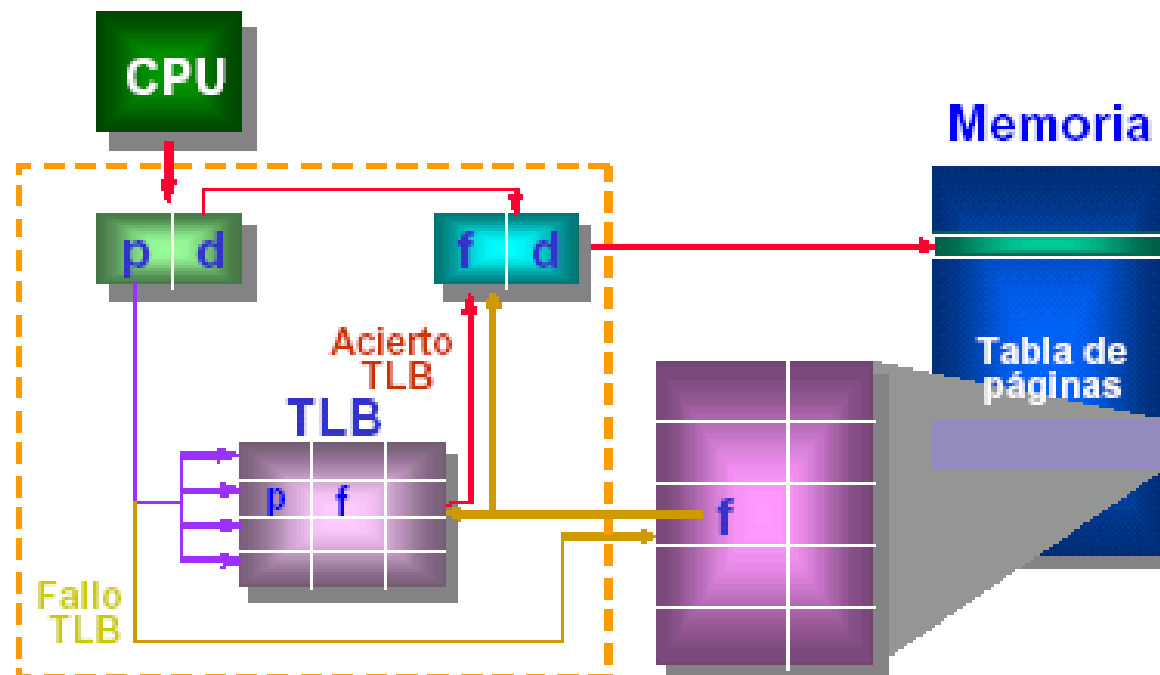 CPU
Memoria
p d
f d
Acierto
TLB
TLB
p f
Tabla de
páginas
f
Fallo
TLB